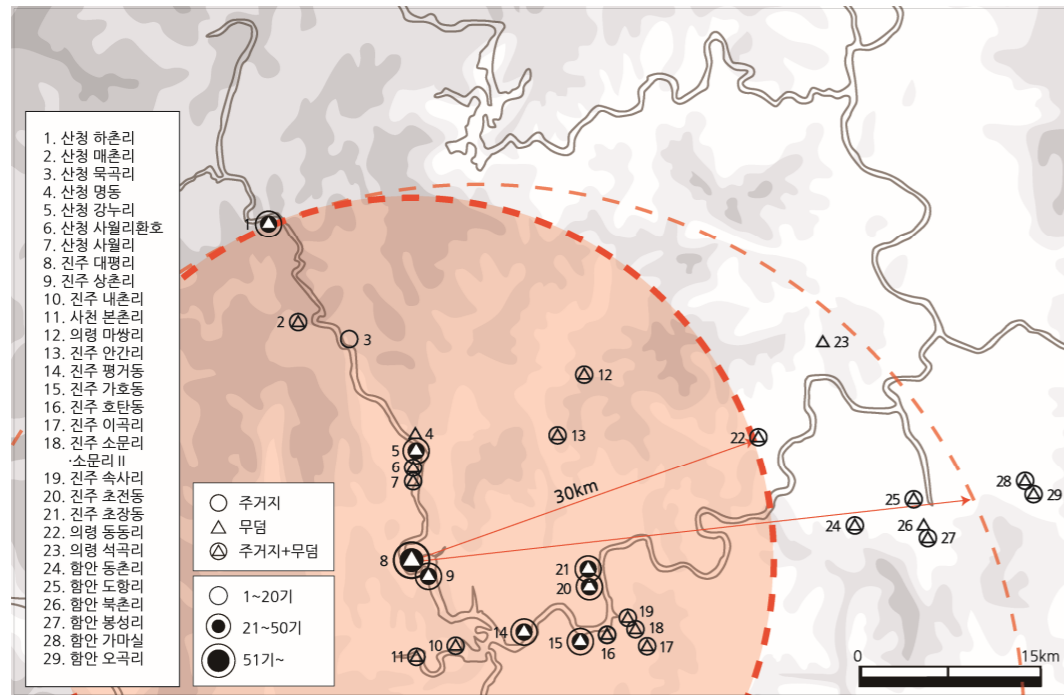 1. 산청 하촌리
2. 산청 매촌리
3. 산청 묵곡리
4. 산청 명동
5. 산청 강누리
6. 산청 사월리환호
7. 산청 사월리
8. 진주 대평리
9. 진주 상촌리
10. 진주 내촌리
11. 사천 본촌리
12. 의령 마쌍리
13. 진주 안간리
14. 진주 평거동
15. 진주 가호동
16. 진주 호탄동
17. 진주 이곡리
18. 진주 소문리
·소문리 II
19. 진주 속사리
20. 진주 초전동
21. 진주 초장동
22. 의령 동동리
23. 의령 석곡리
24. 함안 동촌리
25. 함안 도항리
26. 함안 북촌리
27. 함안 봉성리
28. 함안 가마실
29. 함안 오곡리
주거지
무덤
주거지+무덤
1~20기
21~50기
51기~
1
2
3
4
5
6
7
8
9
10
11
12
13
14
15
16
17
18
19
20
21
22
23
24
25
26
27
28
29
30km
0 15km